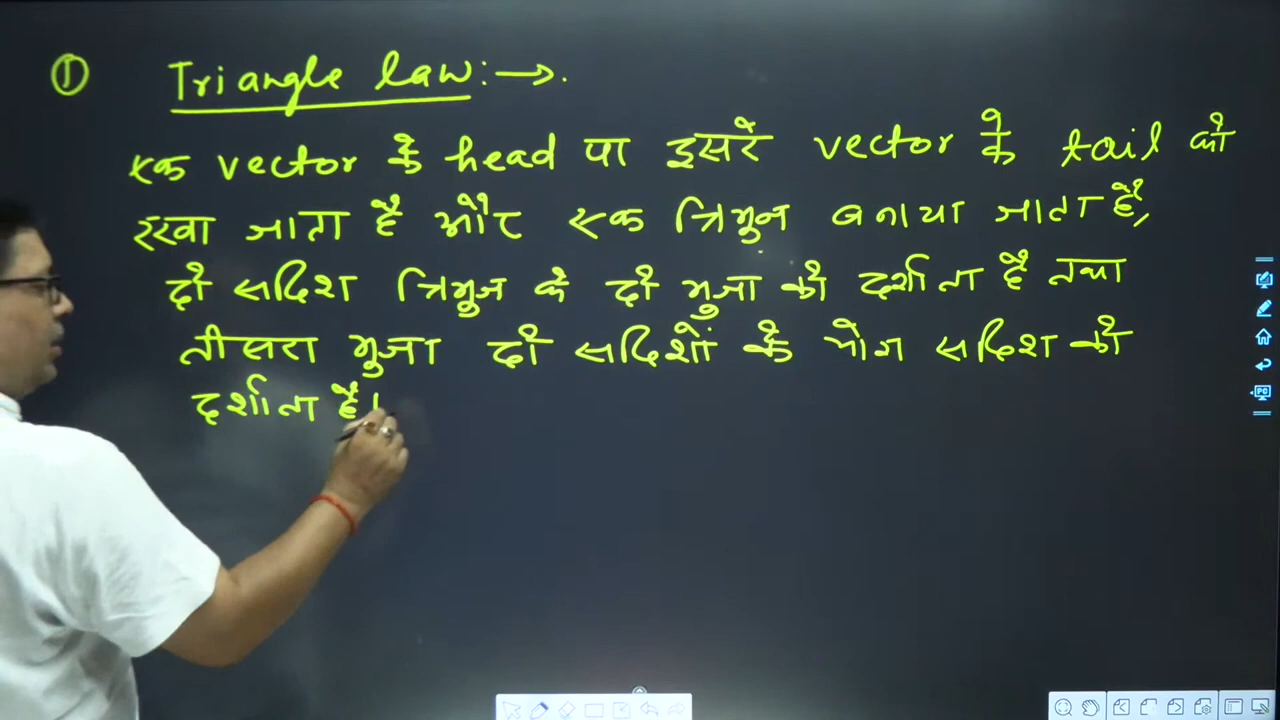 ① Triangle law :→.
एक vector के head पा दूसरे vector के tail को
रखा जाता है और एक त्रिभुज बनाया जाता है,
दो सदिश त्रिभुज के दो भुजा को दर्शाता है तथा
तीसरा भुजा दो सदिशों के योग सदिश को
दर्शाता है।